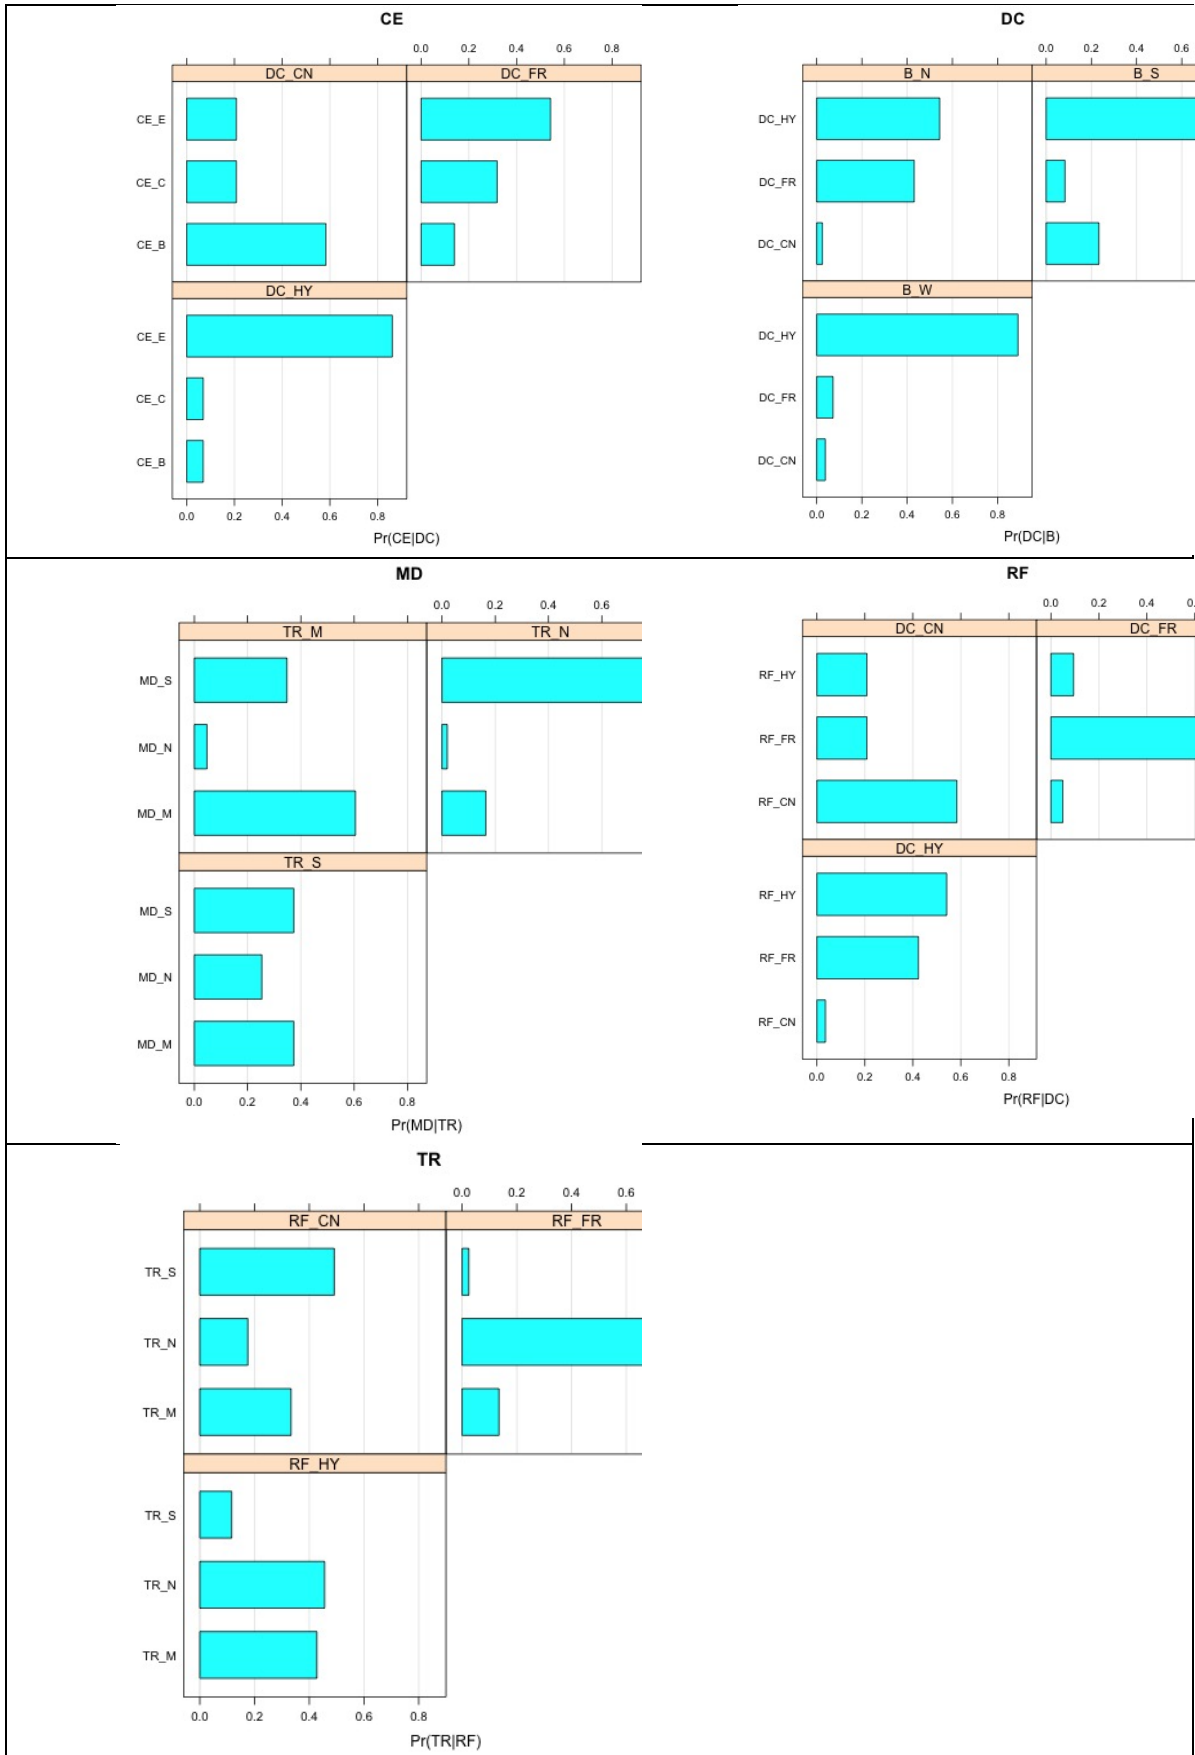 CE
0.0 0.2 0.4 0.6 0.8
DC_CN DC_FR
CE_E
CE_C
CE_B
DC_HY
CE_E
CE_C
CE_B
0.0 0.2 0.4 0.6 0.8
Pr(CE|DC)
DC
0.0 0.2 0.4 0.6
B_N B_S
DC_HY
DC_FR
DC_CN
B_W
DC_HY
DC_FR
DC_CN
0.0 0.2 0.4 0.6 0.8
Pr(DC|B)
MD
0.0 0.2 0.4 0.6
TR_M TR_N
MD_S
MD_N
MD_M
TR_S
MD_S
MD_N
MD_M
0.0 0.2 0.4 0.6 0.8
Pr(MD|TR)
RF
0.0 0.2 0.4
DC_CN DC_FR
RF_HY
RF_FR
RF_CN
DC_HY
RF_HY
RF_FR
RF_CN
0.0 0.2 0.4 0.6 0.8
Pr(RF|DC)
TR
0.0 0.2 0.4 0.6
RF_CN RF_FR
TR_S
TR_N
TR_M
RF_HY
TR_S
TR_N
TR_M
0.0 0.2 0.4 0.6 0.8
Pr(TR|RF)